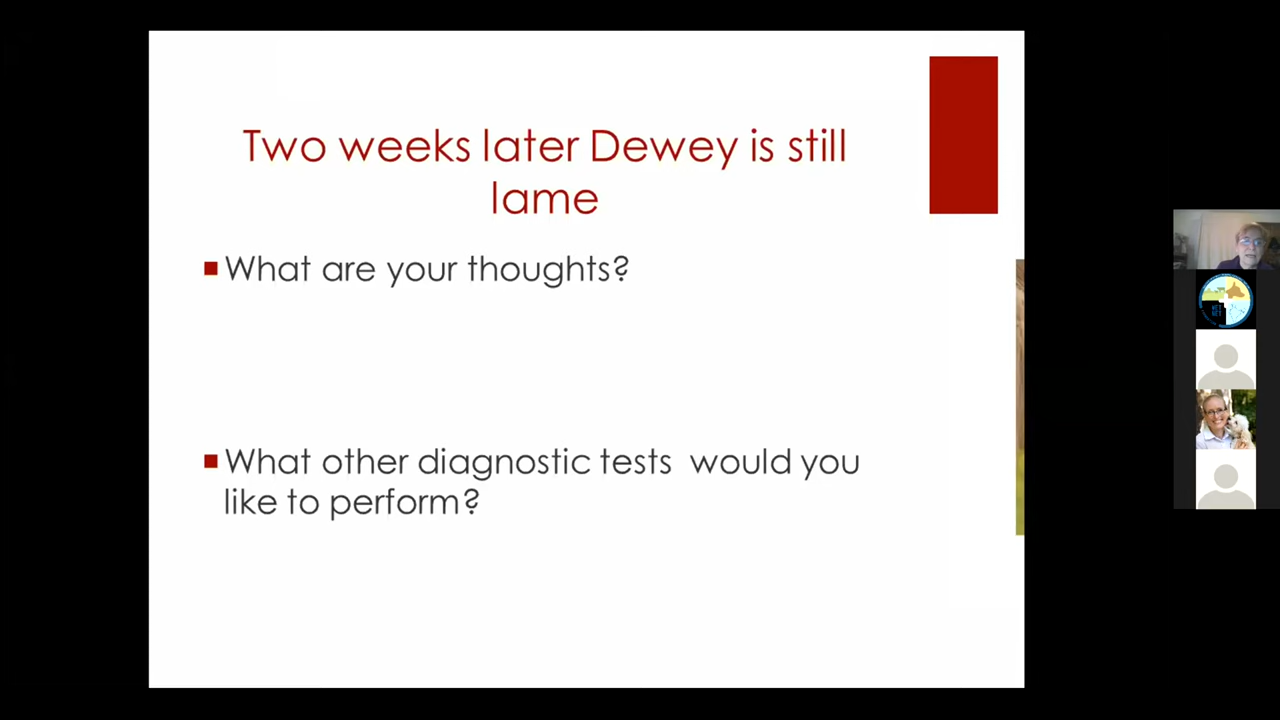 Two weeks later Dewey is still
lame
What are your thoughts?
What other diagnostic tests would you
like to perform?